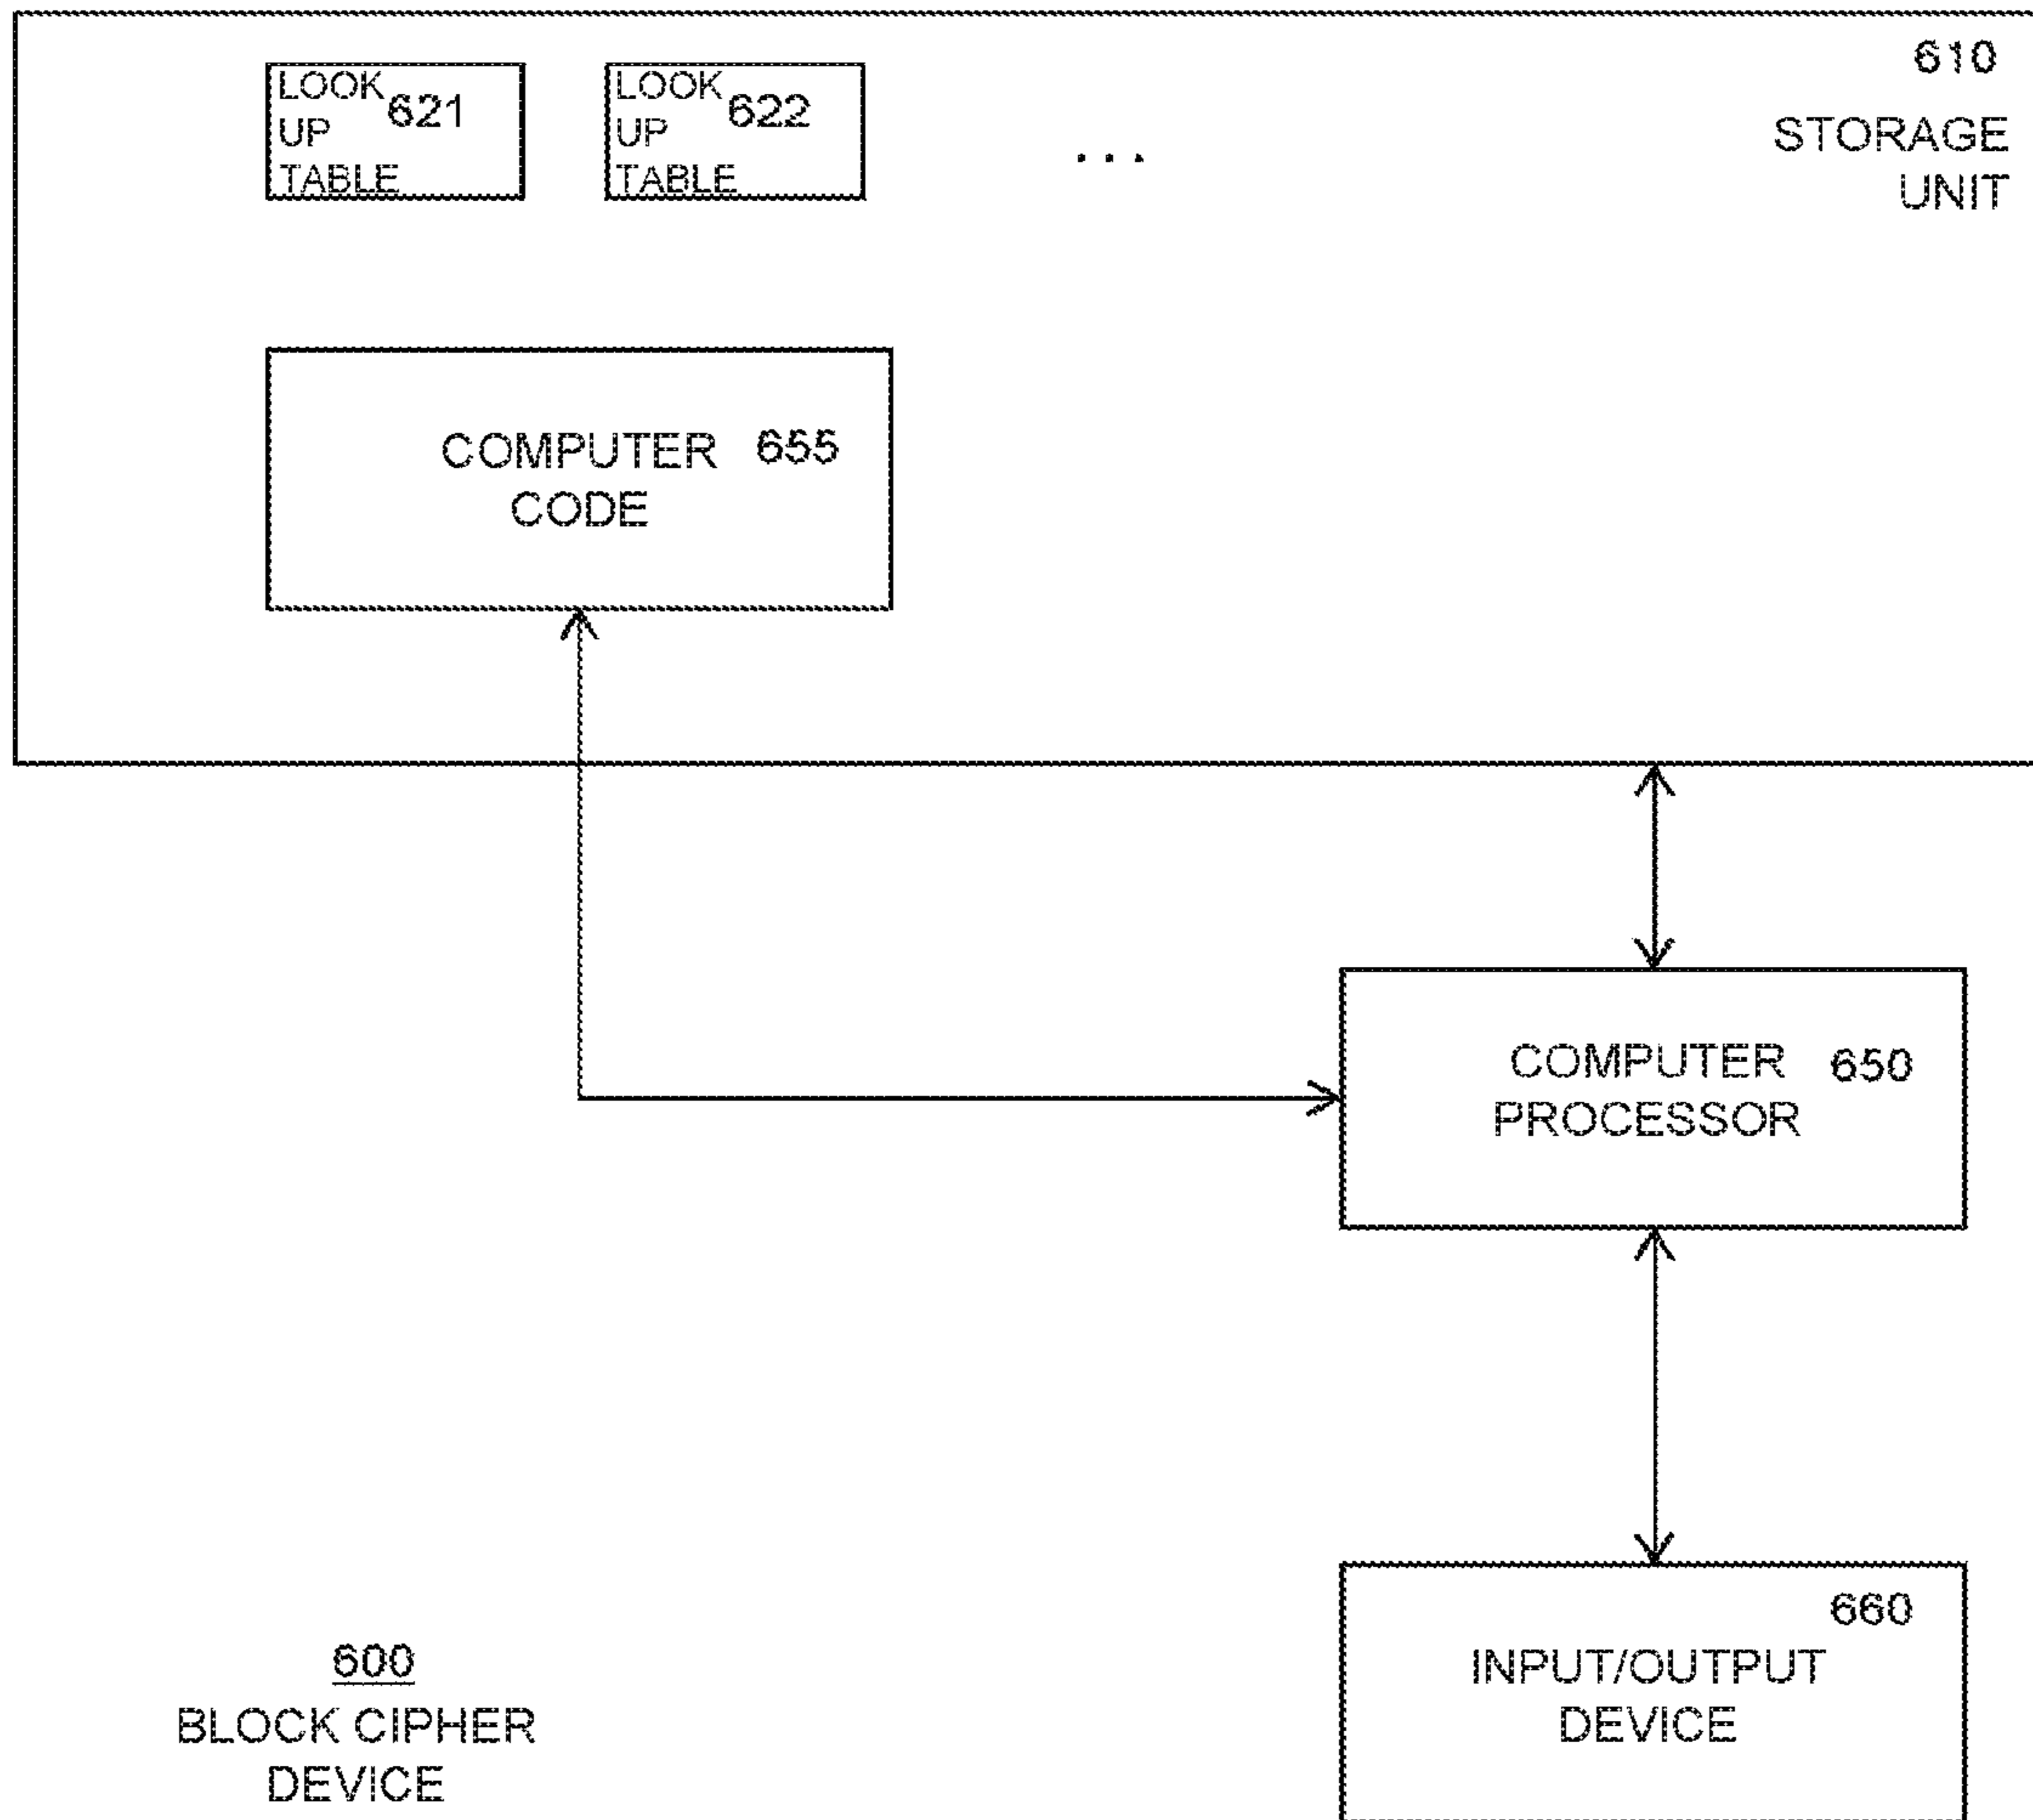 610
STORAGE
UNIT
LOOK 621
UP
TABLE
LOOK 622
UP
TABLE
...
COMPUTER 655
CODE
COMPUTER 650
PROCESSOR
660
INPUT/OUTPUT
DEVICE
600
BLOCK CIPHER
DEVICE